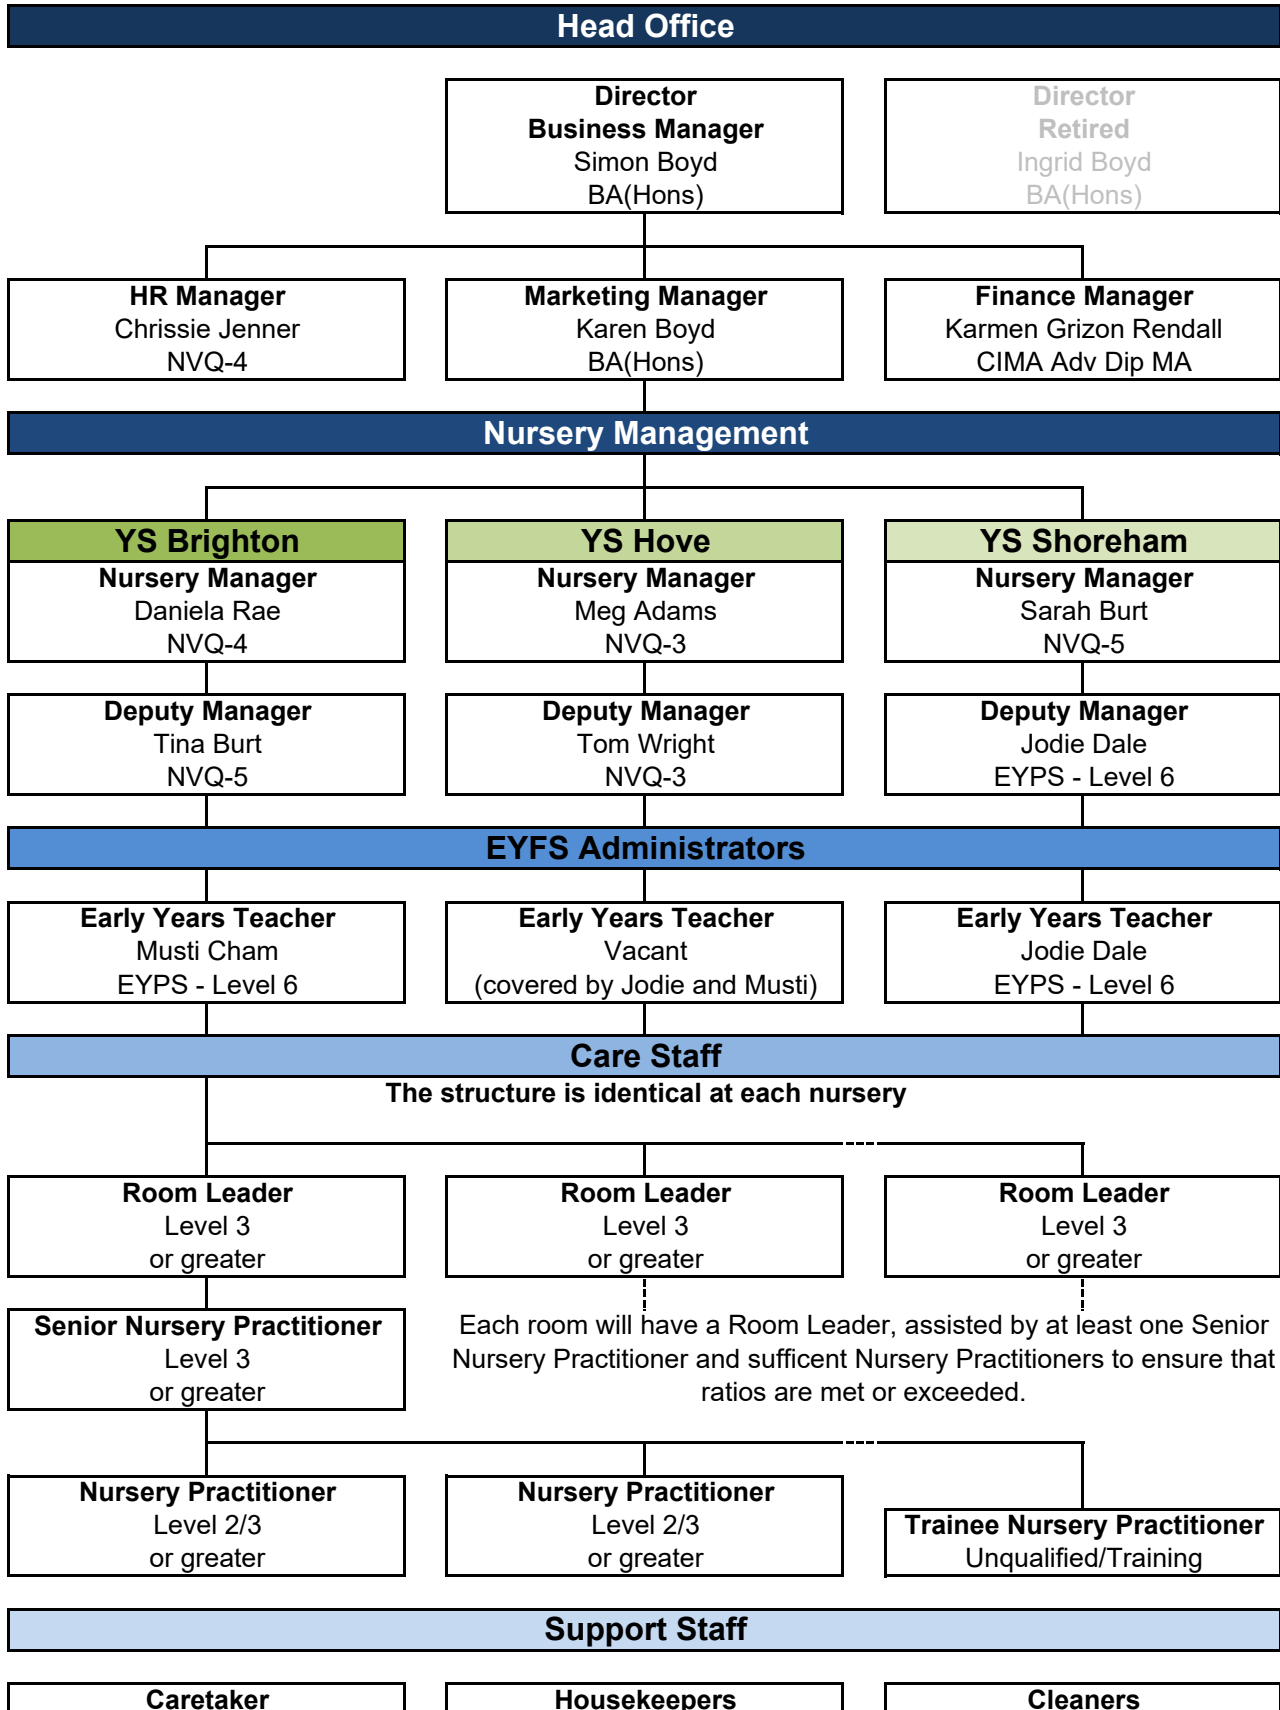 Head Office
Director
Business Manager
Simon Boyd
BA(Hons)
Director
Retired
Ingrid Boyd
BA(Hons)
HR Manager
Chrissie Jenner
NVQ-4
Marketing Manager
Karen Boyd
BA(Hons)
Finance Manager
Karmen Grizon Rendall
CIMA Adv Dip MA
Nursery Management
YS Brighton
Nursery Manager
Daniela Rae
NVQ-4
YS Hove
Nursery Manager
Meg Adams
NVQ-3
YS Shoreham
Nursery Manager
Sarah Burt
NVQ-5
Deputy Manager
Tina Burt
NVQ-5
Deputy Manager
Tom Wright
NVQ-3
Deputy Manager
Jodie Dale
EYPS - Level 6
EYFS Administrators
Early Years Teacher
Musti Cham
EYPS - Level 6
Early Years Teacher
Vacant
(covered by Jodie and Musti)
Early Years Teacher
Jodie Dale
EYPS - Level 6
Care Staff
The structure is identical at each nursery
Room Leader
Level 3
or greater
Room Leader
Level 3
or greater
Room Leader
Level 3
or greater
Senior Nursery Practitioner
Level 3
or greater
Each room will have a Room Leader, assisted by at least one Senior
Nursery Practitioner and sufficent Nursery Practitioners to ensure that
ratios are met or exceeded.
Nursery Practitioner
Level 2/3
or greater
Nursery Practitioner
Level 2/3
or greater
Trainee Nursery Practitioner
Unqualified/Training
Support Staff
Caretaker
Housekeepers
Cleaners